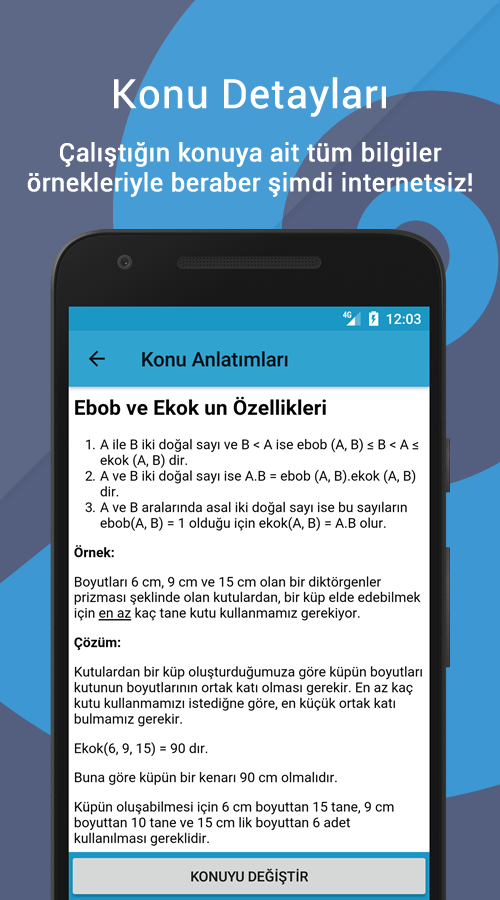 Konu Detayları
Çalıştığın konuya ait tüm bilgiler
örnekleriyle beraber şimdi internetsiz!
4G 12:03
Konu Anlatımları
Ebob ve Ekok un Özellikleri
1. A ile B iki doğal sayı ve B < A ise ebob (A, B) ≤ B < A ≤
ekok (A, B) dir.
2. A ve B iki doğal sayı ise A.B = ebob (A, B).ekok (A, B)
dir.
3. A ve B aralarında asal iki doğal sayı ise bu sayıların
ebob(A, B) = 1 olduğu için ekok(A, B) = A.B olur.
Örnek:
Boyutları 6 cm, 9 cm ve 15 cm olan bir diktörgenler
prizması şeklinde olan kutulardan, bir küp elde edebilmek
için en az kaç tane kutu kullanmamız gerekiyor.
Çözüm:
Kutulardan bir küp oluşturduğumuza göre küpün boyutları
kutunun boyutlarının ortak katı olması gerekir. En az kaç
kutu kullanmamızı istediğne göre, en küçük ortak katı
bulmamız gerekir.
Ekok(6, 9, 15) = 90 dır.
Buna göre küpün bir kenarı 90 cm olmalıdır.
Küpün oluşabilmesi için 6 cm boyuttan 15 tane, 9 cm
boyuttan 10 tane ve 15 cm lik boyuttan 6 adet
kullanılması gereklidir.
KONUYU DEĞİŞTİR